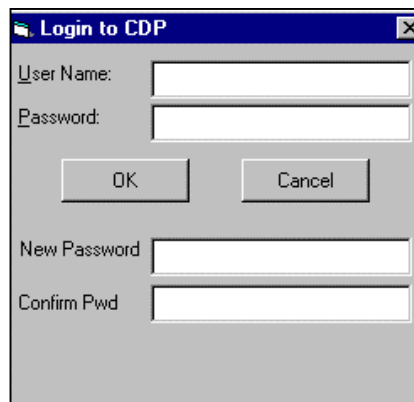 Login to CDP
User Name:
Password:
OK Cancel
New Password
Confirm Pwd